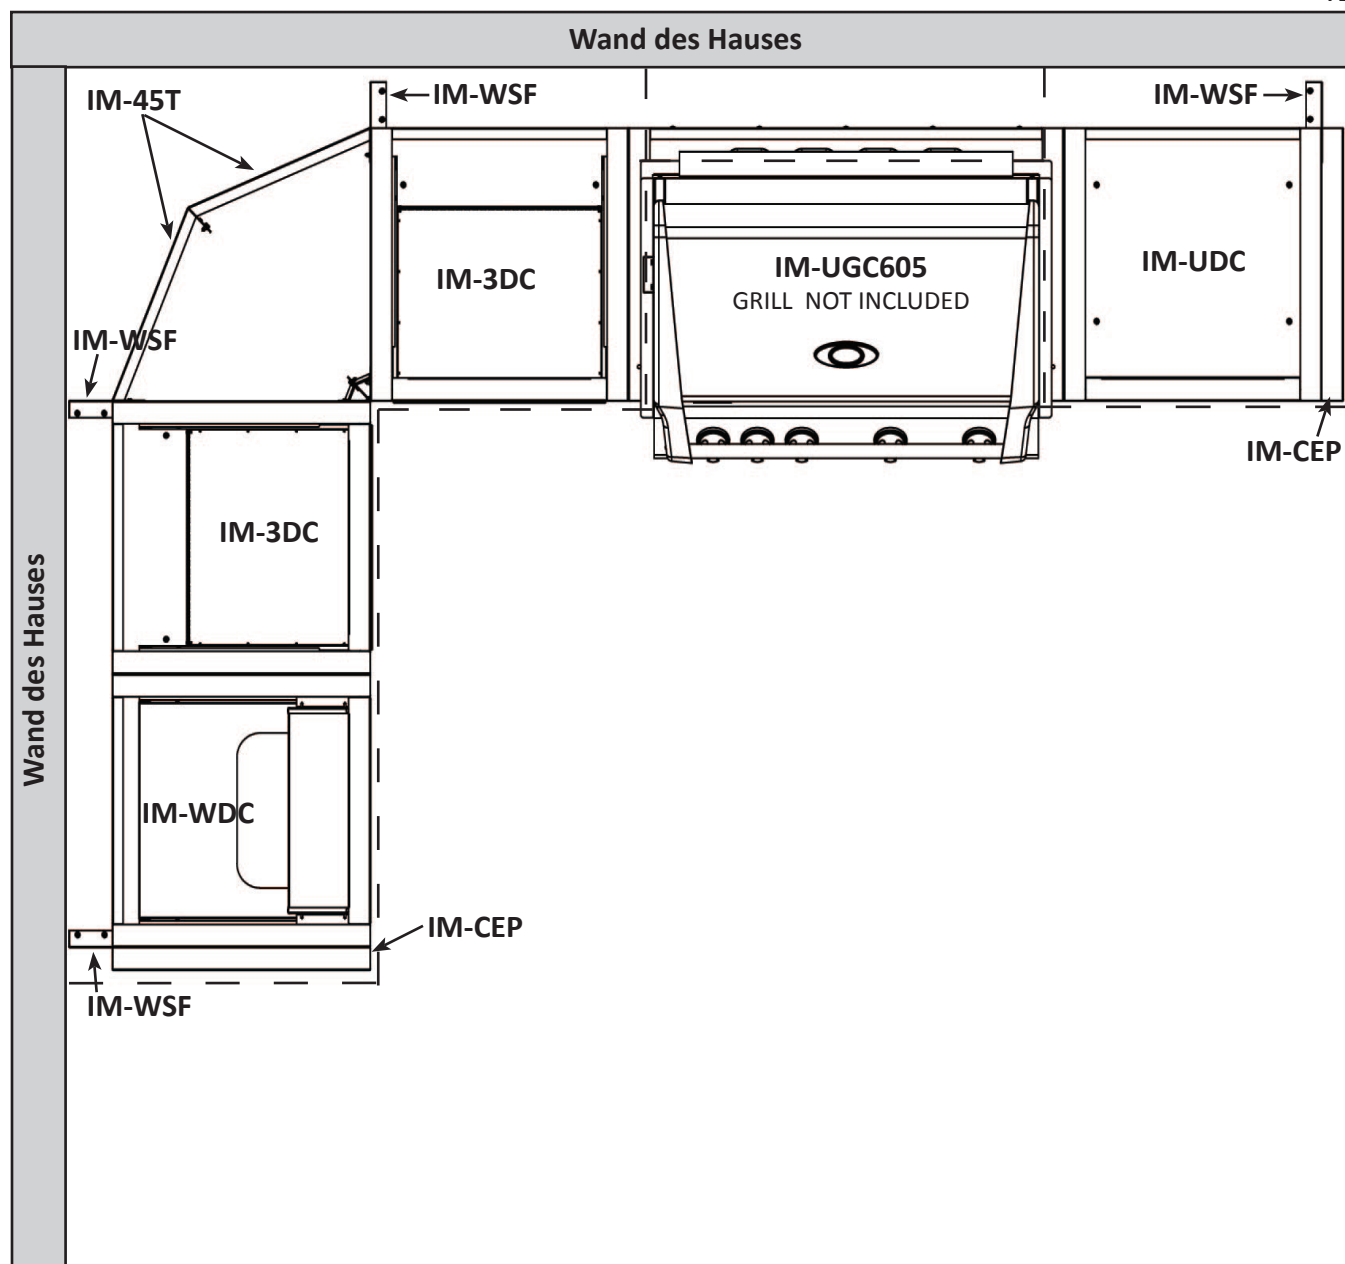 Wand des Hauses
IM-45T
IM-WSF
IM-WSF
IM-3DC
IM-UGC605
GRILL NOT INCLUDED
IM-UDC
IM-WSF
IM-CEP
IM-3DC
Wand des Hauses
IM-WDC
IM-CEP
IM-WSF